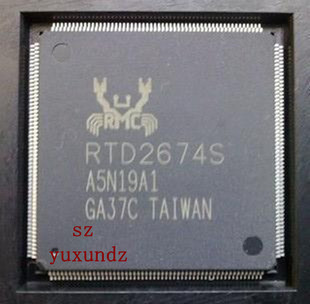 RMC
RTD2674S
A5N19A1
GA37C TAIWAN
sz
yuxundz